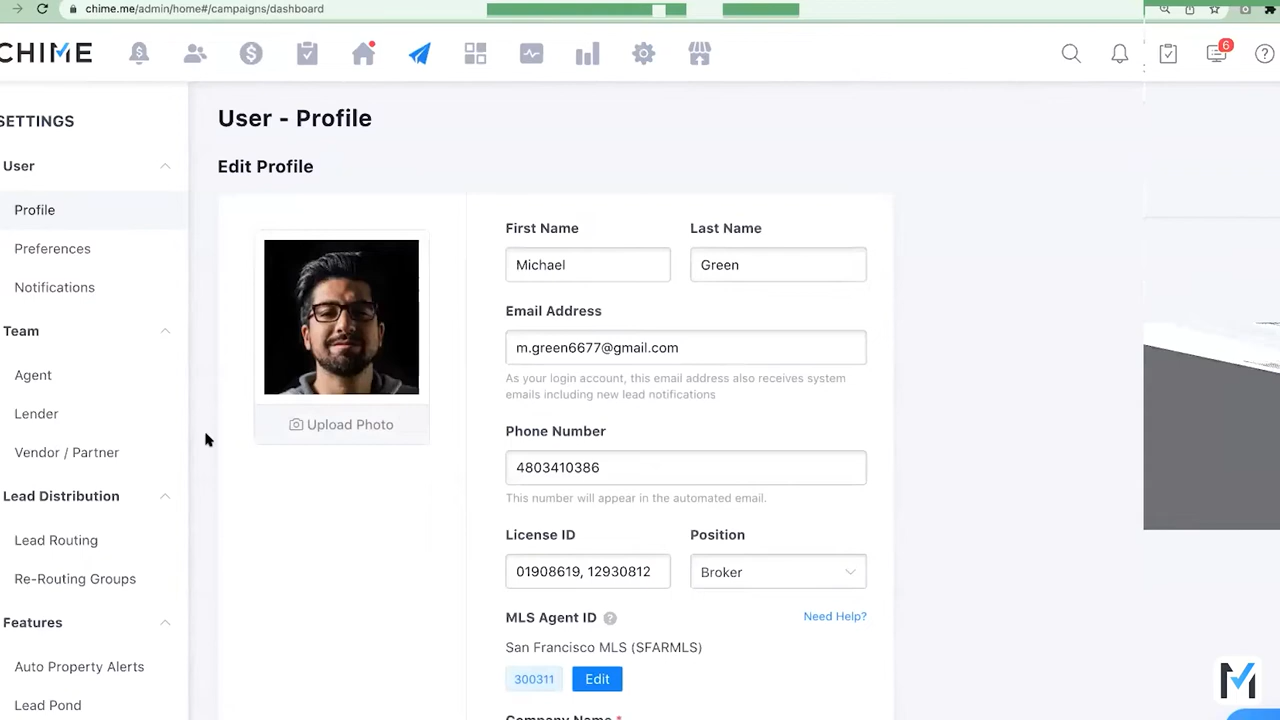 chime.me/admin/home#/campaigns/dashboard
CHIME
6
SETTINGS
User
Profile
Preferences
Notifications
Team
Agent
Lender
Vendor / Partner
Lead Distribution
Lead Routing
Re-Routing Groups
Features
Auto Property Alerts
Lead Pond
User - Profile
Edit Profile
Upload Photo
First Name
Last Name
Michael
Green
Email Address
m.green6677@gmail.com
As your login account, this email address also receives system
emails including new lead notifications
Phone Number
4803410386
This number will appear in the automated email.
License ID
Position
01908619, 12930812
Broker
MLS Agent ID
Need Help?
San Francisco MLS (SFARMLS)
300311
Edit
Company Name *